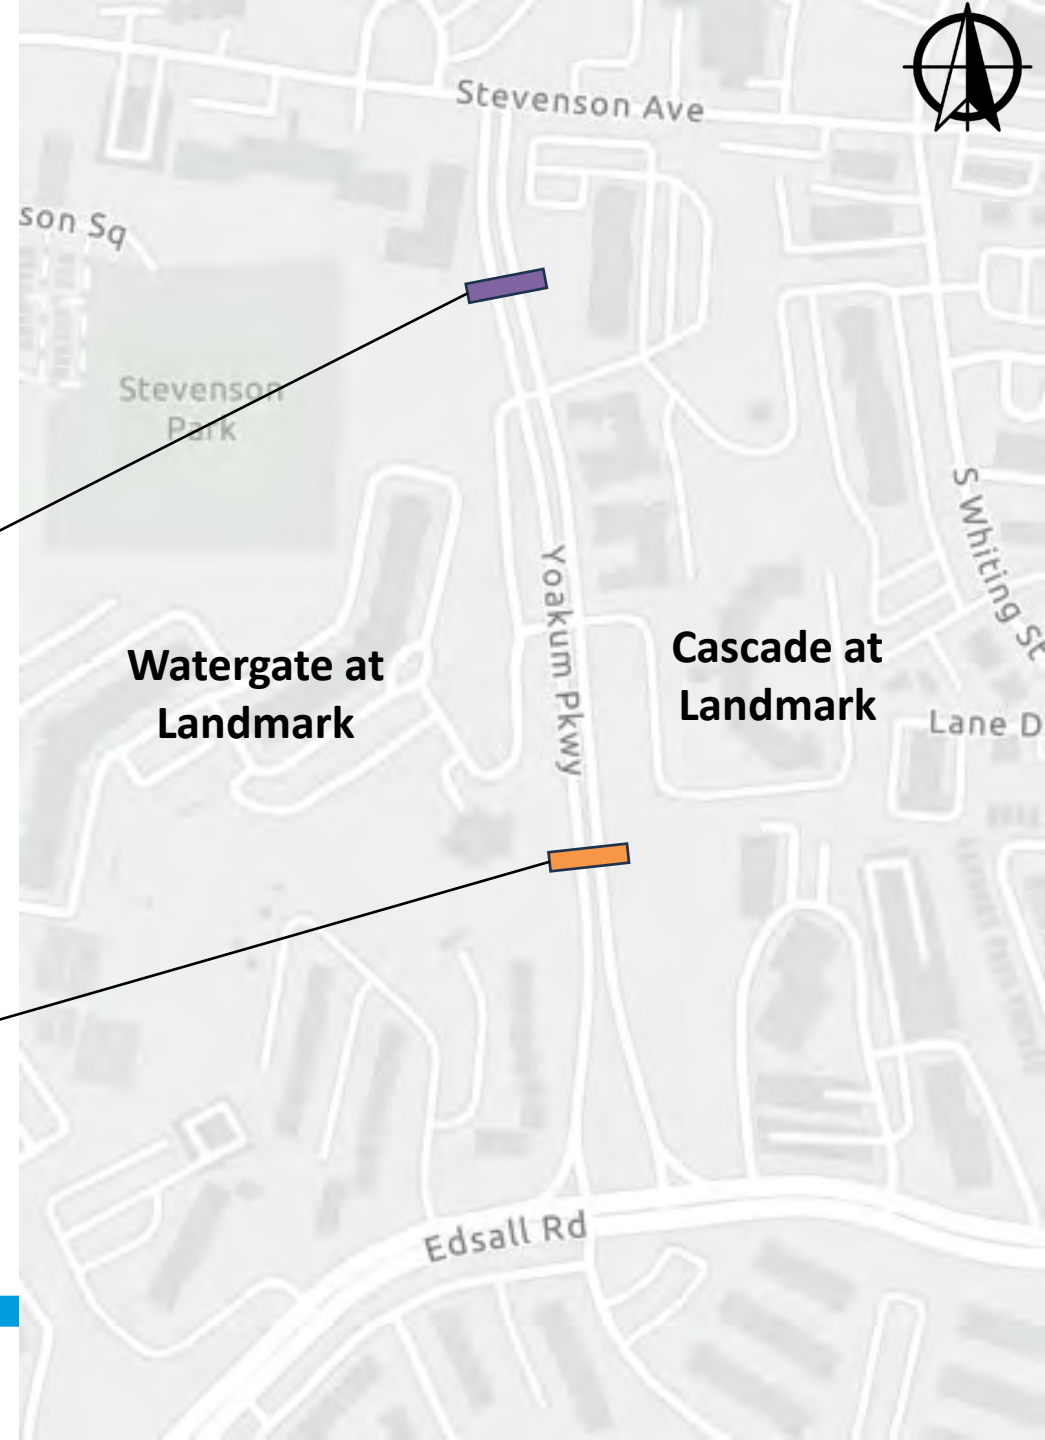 Stevenson Ave
son Sq
Stevenson
Park
S Whiting St
Yoakum Pkwy
Watergate at
Landmark
Cascade at
Landmark
Lane D
Edsall Rd